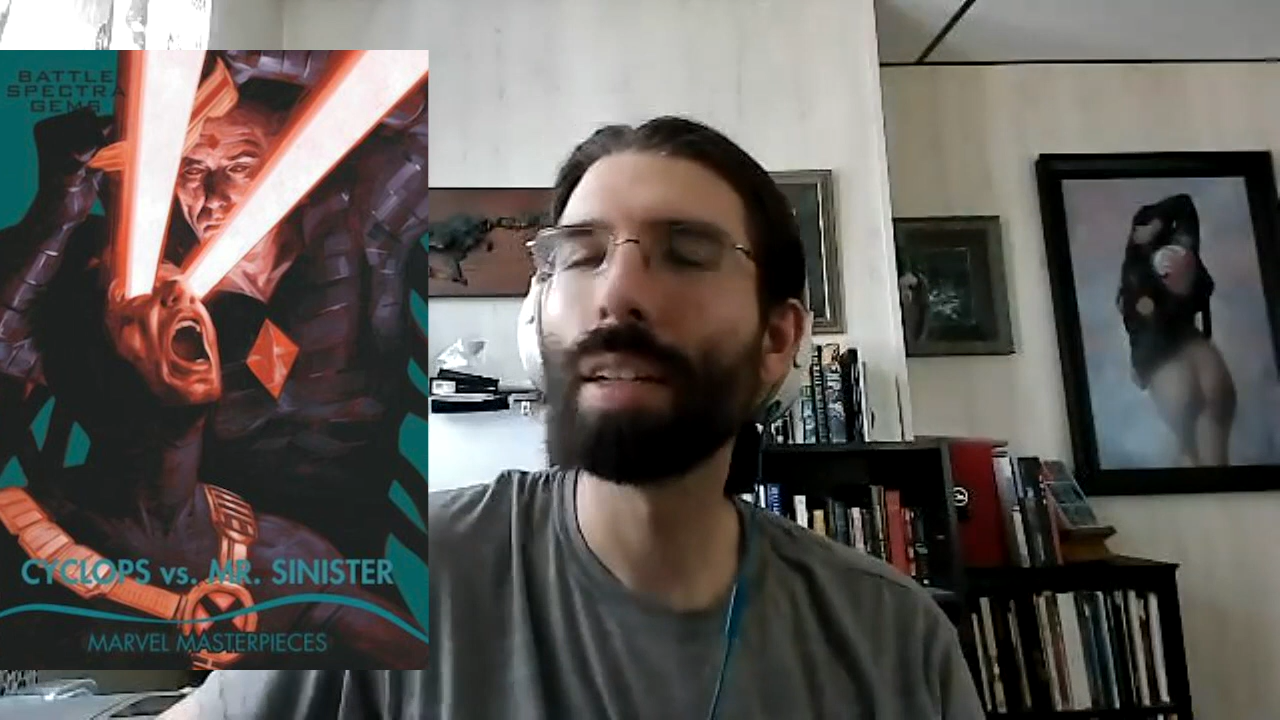 BATTLE
SPECTRA
GEMS
CYCLOPS vs. MR. SINISTER
MARVEL MASTERPIECES